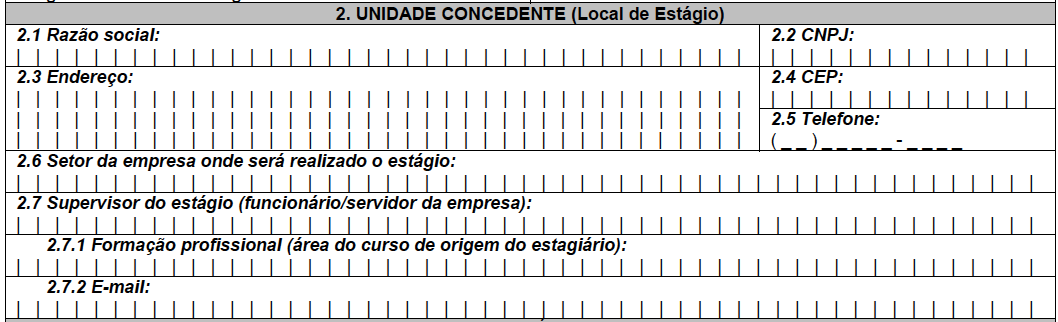 2. UNIDADE CONCEDENTE (Local de Estágio)
2.1 Razão social:
2.2 CNPJ:
2.3 Endereço:
2.4 CEP:
2.5 Telefone:
(_ _)_ _ _ _ _-_ _ _ _
2.6 Setor da empresa onde será realizado o estágio:
2.7 Supervisor do estágio (funcionário/servidor da empresa):
2.7.1 Formação profissional (área do curso de origem do estagiário):
2.7.2 E-mail: